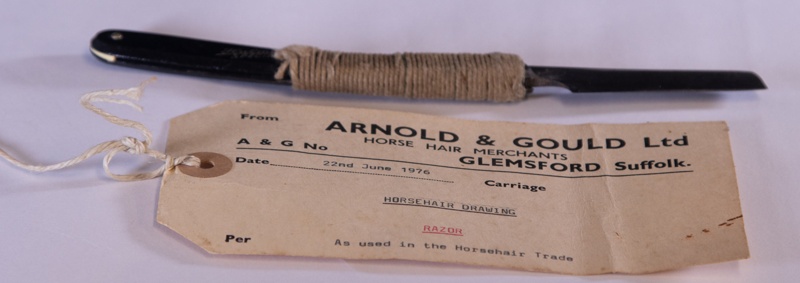 From
ARNOLD & GOULD Ltd
HORSE HAIR MERCHANTS
A & G No
GLEMSFORD Suffolk.
Date 22nd June 1976
Carriage
HORSEHAIR DRAWING
RAZOR
Per
As used in the Horsehair Trade